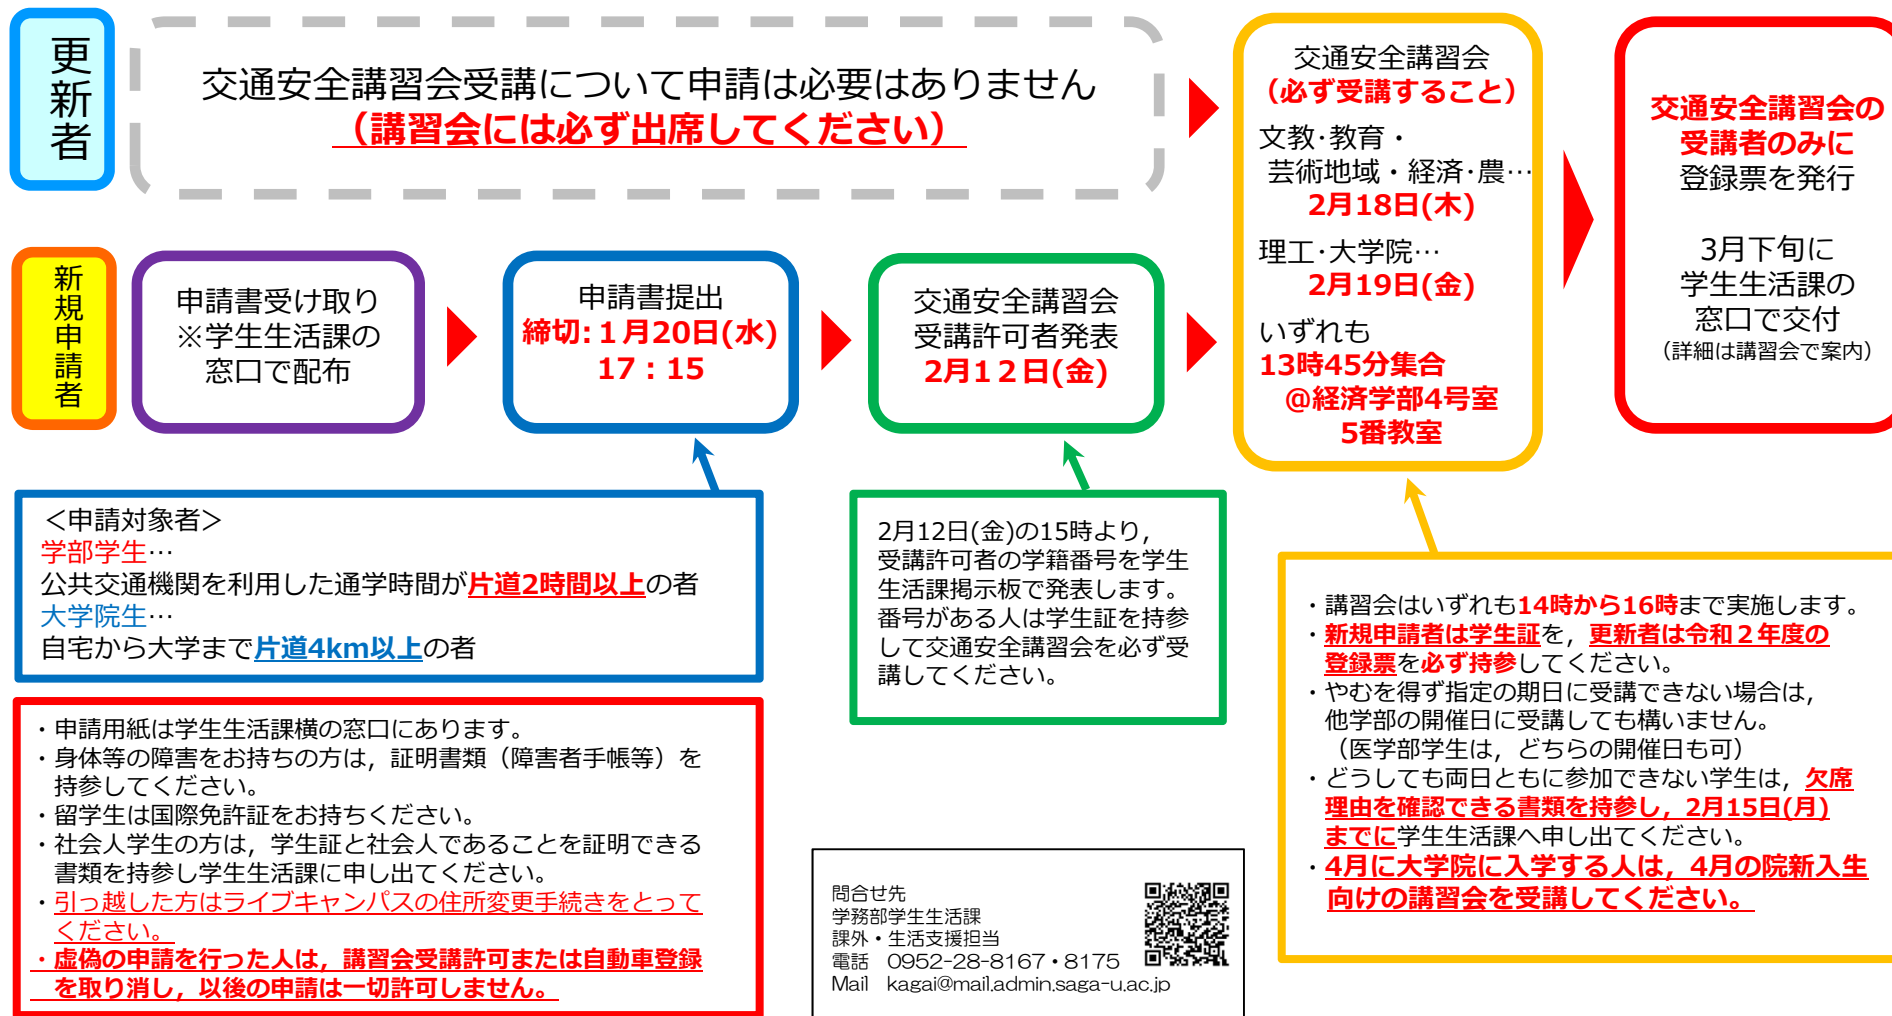 更新者
交通安全講習会受講について申請は必要はありません
（講習会には必ず出席してください）
新規申請者
申請書受け取り
※学生生活課の
窓口で配布
申請書提出
締切:１月20日(水)
17：15
交通安全講習会
受講許可者発表
2月１２日(金)
交通安全講習会
（必ず受講すること）
文教･教育・
芸術地域・経済･農…
2月18日(木)
理工･大学院…
2月19日(金)
いずれも
13時45分集合
@経済学部4号室
5番教室
交通安全講習会の
受講者のみに
登録票を発行
3月下旬に
学生生活課の
窓口で交付
（詳細は講習会で案内）
＜申請対象者＞
学部学生…
公共交通機関を利用した通学時間が片道2時間以上の者
大学院生…
自宅から大学まで片道4km以上の者
・申請用紙は学生生活課横の窓口にあります。
・身体等の障害をお持ちの方は，証明書類（障害者手帳等）を
持参してください。
・留学生は国際免許証をお持ちください。
・社会人学生の方は，学生証と社会人であることを証明できる
書類を持参し学生生活課に申し出てください。
・引っ越した方はライブキャンパスの住所変更手続きをとって
ください。
・虚偽の申請を行った人は，講習会受講許可または自動車登録
を取り消し，以後の申請は一切許可しません。
2月12日(金)の15時より，
受講許可者の学籍番号を学生
生活課掲示板で発表します。
番号がある人は学生証を持参
して交通安全講習会を必ず受
講してください。
・講習会はいずれも14時から16時まで実施します。
・新規申請者は学生証を，更新者は令和２年度の
登録票を必ず持参してください。
・やむを得ず指定の期日に受講できない場合は，
他学部の開催日に受講しても構いません。
（医学部学生は，どちらの開催日も可）
・どうしても両日ともに参加できない学生は，欠席
理由を確認できる書類を持参し，2月15日(月)
までに学生生活課へ申し出てください。
・4月に大学院に入学する人は，4月の院新入生
向けの講習会を受講してください。
問合せ先
学務部学生生活課
課外・生活支援担当
電話　0952-28-8167・8175
Mail　kagai@mail.admin.saga-u.ac.jp